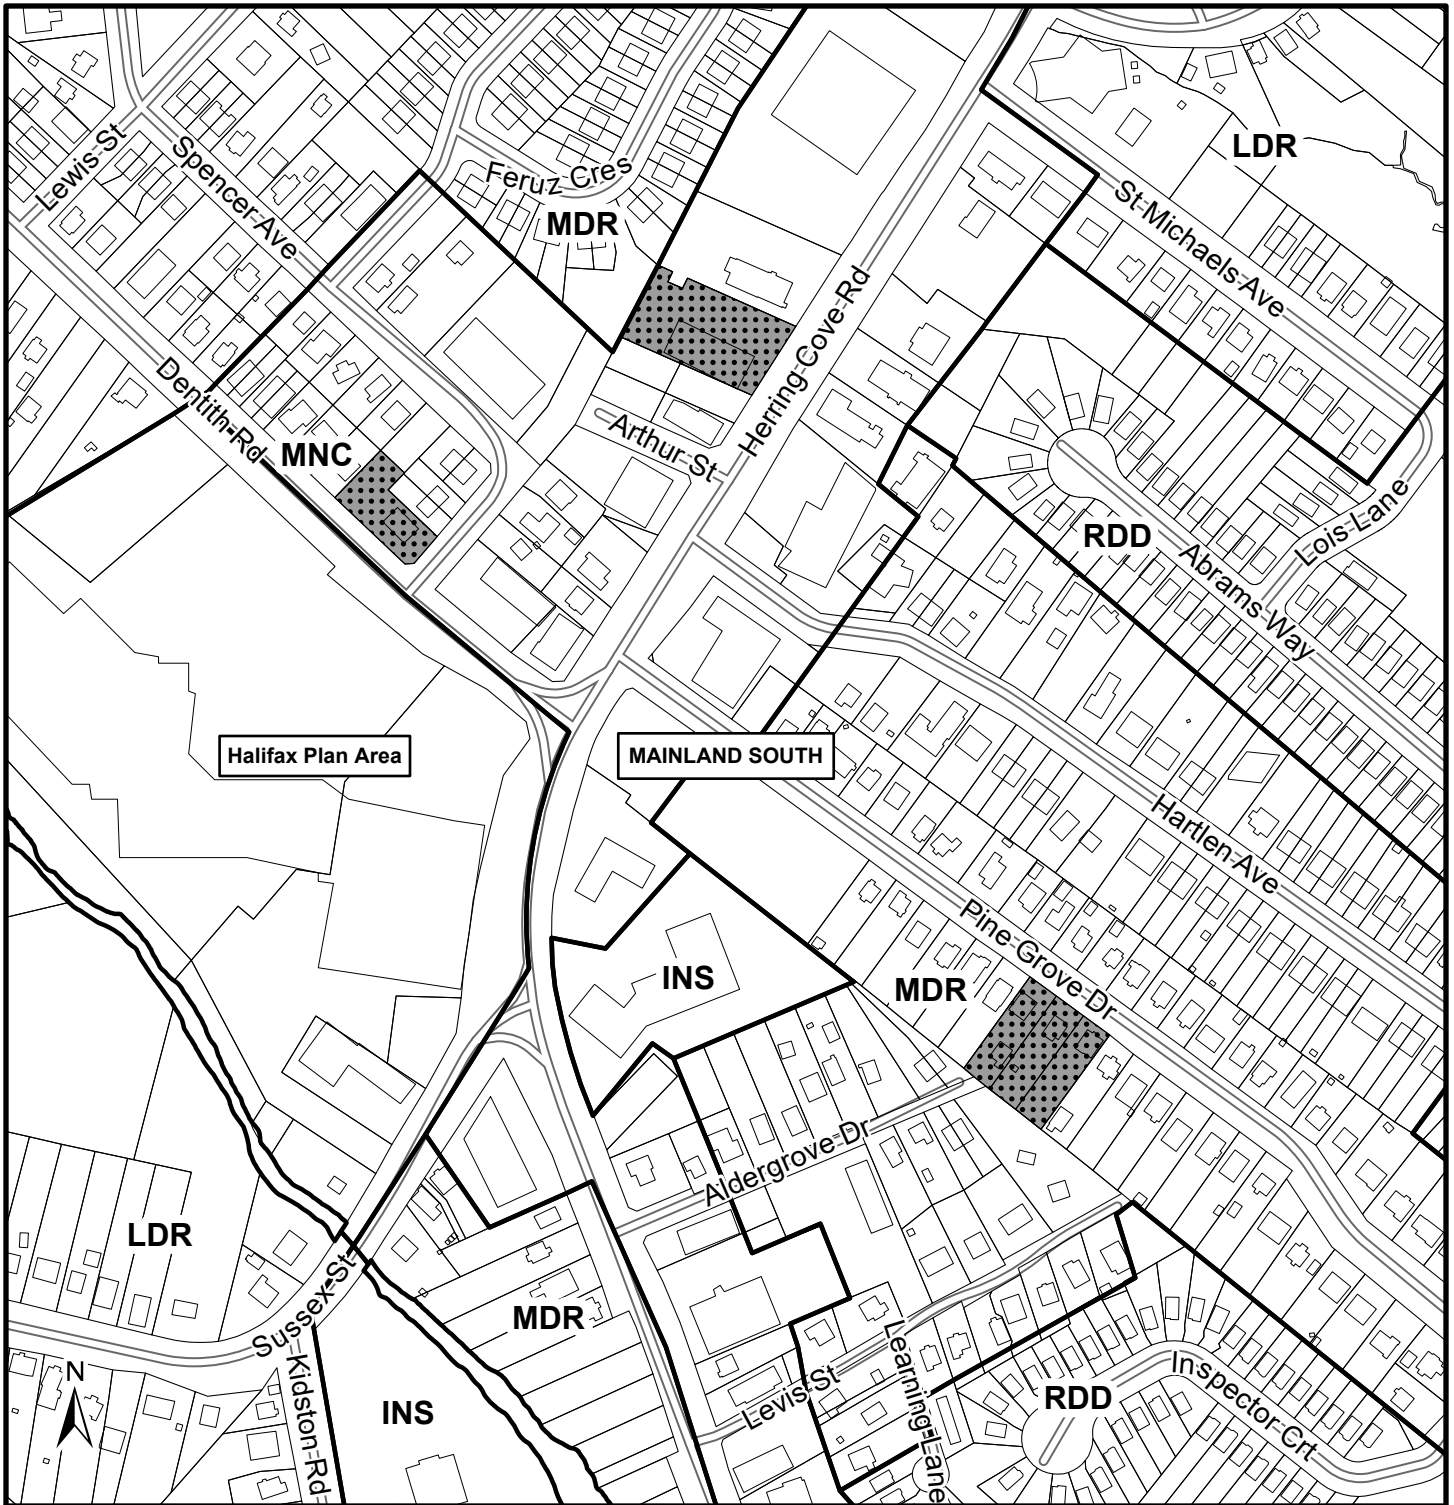 LDR
Lewis St
Spencer Ave
Feruz Cres
MDR
St Michaels Ave
Herring Cove Rd
Dentith Rd
MNC
Arthur St
RDD
Lois Lane
Abrams Way
Halifax Plan Area
MAINLAND SOUTH
Hartlen Ave
Pine Grove Dr
INS
MDR
Aldergrove Dr
LDR
Sussex St
MDR
Kidston Rd
N
INS
Levis St
Learning Lane
RDD
Inspector Crt